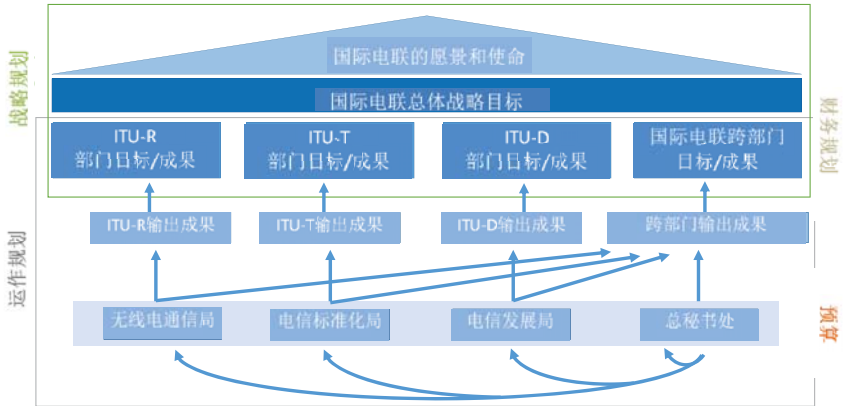 国际电联的愿景和使命
国际电联总体战略目标
战略规划
财务规划
ITU-R
部门目标/成果
ITU-T
部门目标/成果
ITU-D
部门目标/成果
国际电联跨部门
目标/成果
ITU-R输出成果
ITU-T输出成果
ITU-D输出成果
跨部门输出成果
运作规划
无线电通信局
电信标准化局
电信发展局
总秘书处
预算